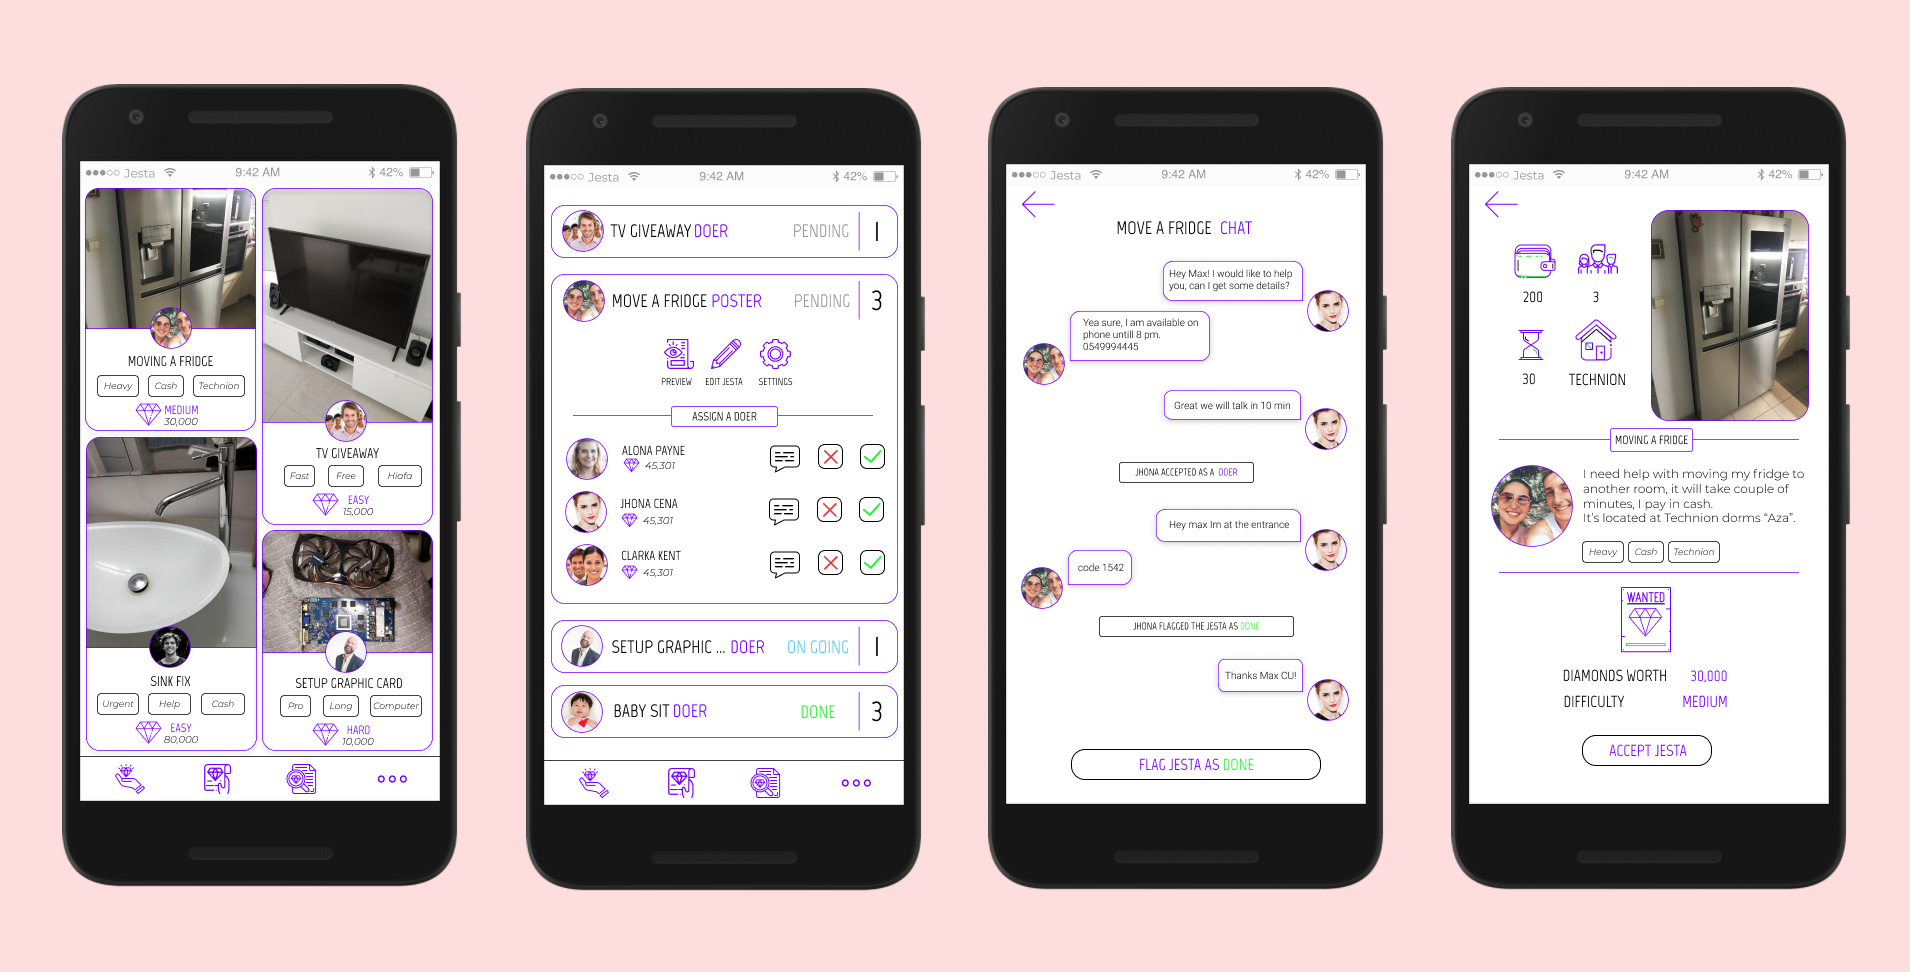 Jesta 9:42 AM 42%
MOVING A FRIDGE
Heavy Cash Technion
MEDIUM
30,000
TV GIVEAWAY
Fast Free Hiafa
EASY
15,000
SINK FIX
Urgent Help Cash
EASY
80,000
SETUP GRAPHIC CARD
Pro Long Computer
HARD
10,000
Jesta 9:42 AM 42%
TV GIVEAWAY DOER PENDING 1
MOVE A FRIDGE POSTER PENDING 3
PREVIEW EDIT JESTA SETTINGS
ASSIGN A DOER
ALONA PAYNE
45,301
JHONA CENA
45,301
CLARKA KENT
45,301
SETUP GRAPHIC ... DOER ON GOING 1
BABY SIT DOER DONE 3
Jesta 9:42 AM 42%
MOVE A FRIDGE CHAT
Hey Max! I would like to help
you, can I get some details?
Yea sure, I am available on
phone untill 8 pm.
0549994445
Great we will talk in 10 min
JHONA ACCEPTED AS A DOER
Hey max Im at the entrance
code 1542
JHONA FLAGGED THE JESTA AS DONE
Thanks Max CU!
FLAG JESTA AS DONE
Jesta 9:42 AM 42%
200 3
30 TECHNION
MOVING A FRIDGE
I need help with moving my fridge to
another room, it will take couple of
minutes, I pay in cash.
It's located at Technion dorms “Aza”.
Heavy Cash Technion
WANTED
DIAMONDS WORTH 30,000
DIFFICULTY MEDIUM
ACCEPT JESTA